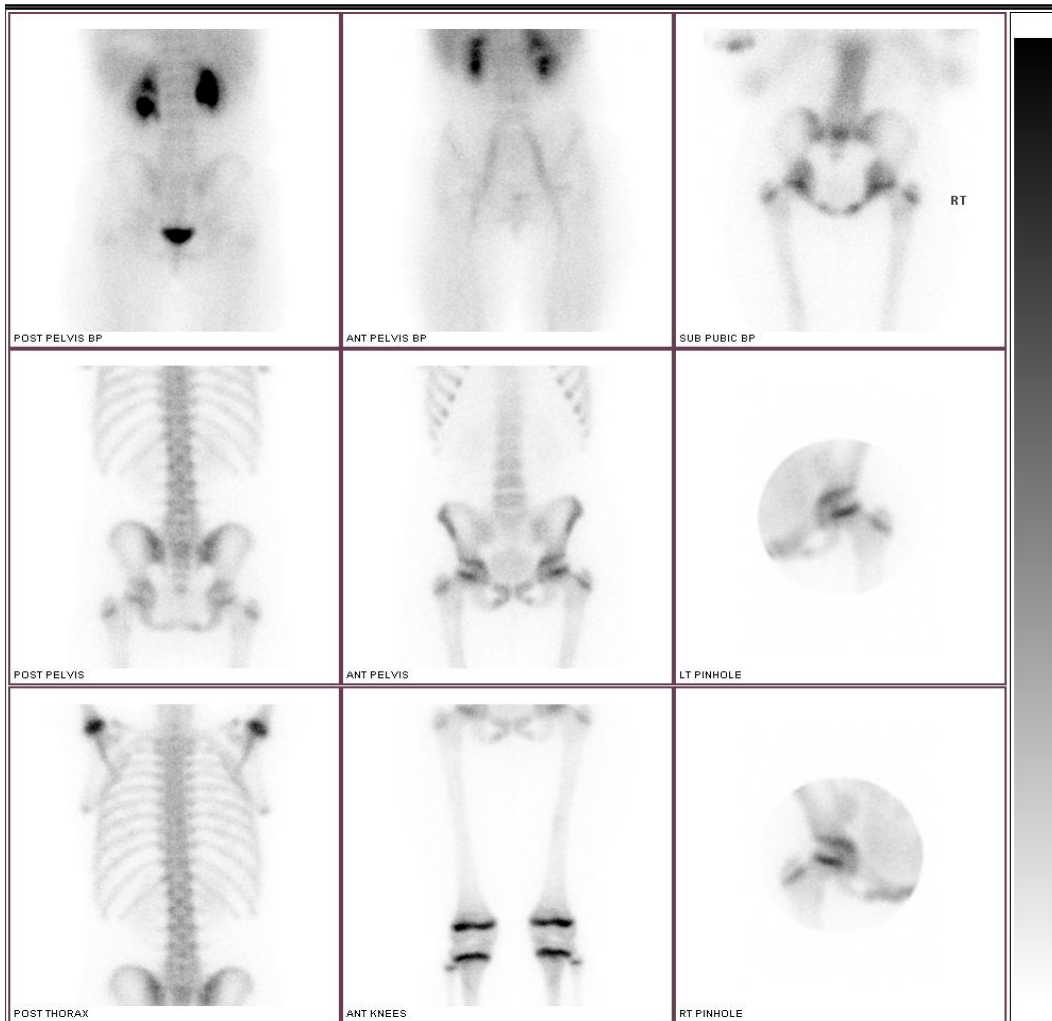 RT
POST PELVIS BP
ANT PELVIS BP
SUB PUBIC BP
POST PELVIS
ANT PELVIS
LT PINHOLE
POST THORAX
ANT KNEES
RT PINHOLE